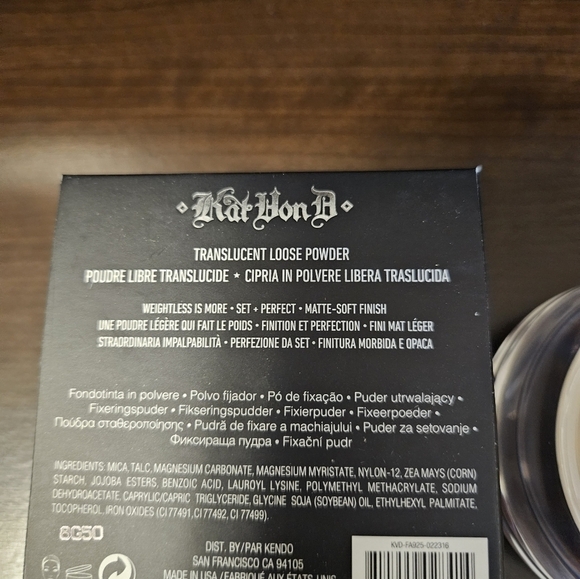 Kat Von D
TRANSLUCENT LOOSE POWDER
POUDRE LIBRE TRANSLUCIDE ★ CIPRIA IN POLVERE LIBERA TRASLUCIDA
WEIGHTLESS IS MORE • SET + PERFECT • MATTE-SOFT FINISH
UNE POUDRE LÉGÈRE QUI FAIT LE POIDS • FINITION ET PERFECTION • FINI MAT LÉGER
STRAORDINARIA IMPALPABILITÀ • PERFEZIONE DA SET • FINITURA MORBIDA E OPACA
Fondotinta in polvere • Polvo fijador • Pó de fixação • Puder utrwalający •
Fixeringspuder • Fikseringspudder • Fixierpuder • Fixeerpoeder •
Πούδρα σταθεροποίησης • Pudră de fixare a machiajului • Puder za setovanje •
Фиксираща пудра • Fixační pudr
INGREDIENTS: MICA, TALC, MAGNESIUM CARBONATE, MAGNESIUM MYRISTATE, NYLON-12, ZEA MAYS (CORN)
STARCH, JOJOBA ESTERS, BENZOIC ACID, LAUROYL LYSINE, POLYMETHYL METHACRYLATE, SODIUM
DEHYDROACETATE, CAPRYLIC/CAPRIC TRIGLYCERIDE, GLYCINE SOJA (SOYBEAN) OIL, ETHYLHEXYL PALMITATE,
TOCOPHEROL, IRON OXIDES (CI 77491, CI 77492, CI 77499).
8G50
DIST. BY/PAR KENDO
SAN FRANCISCO CA 94105
MADE IN USA / FABRIQUÉ AUX ÉTATS-UNIS
KVD-FA925-022316